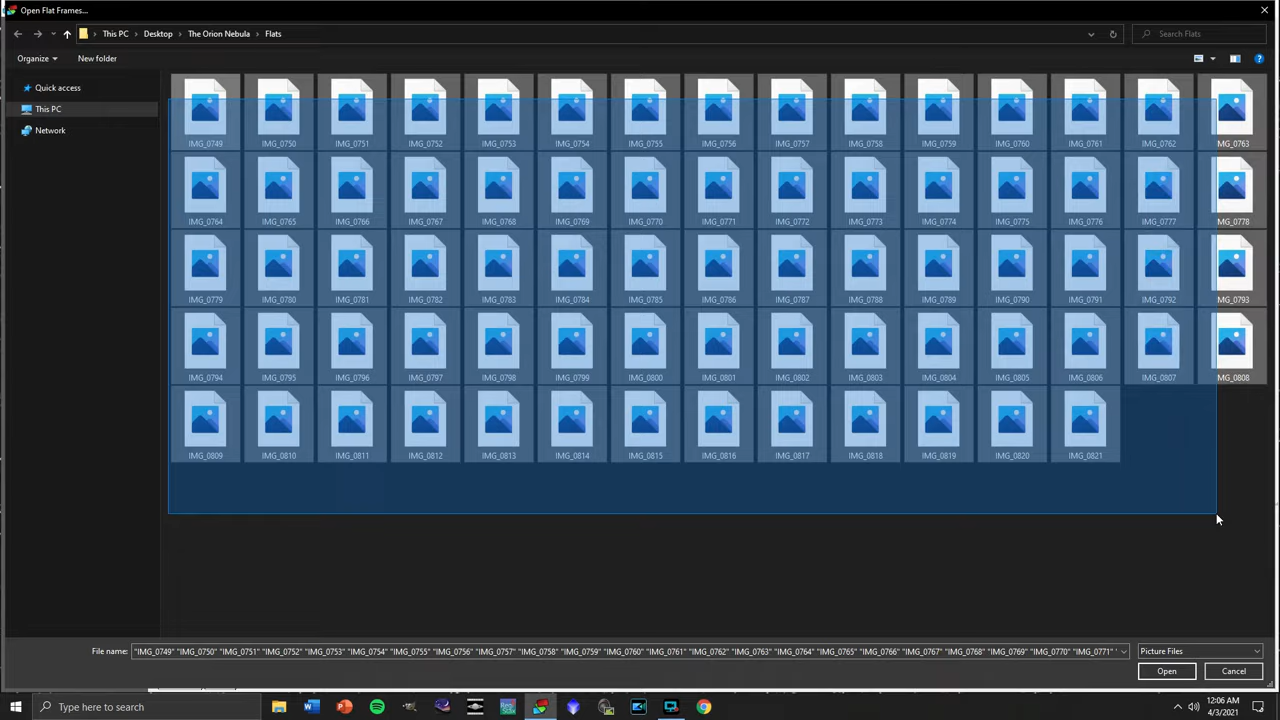 Open Flat Frames...
This PC Desktop The Orion Nebula Flats Search Flats
Organize New folder
Quick access
This PC
Network
IMG_0749 IMG_0750 IMG_0751 IMG_0752 IMG_0753 IMG_0754 IMG_0755 IMG_0756 IMG_0757 IMG_0758 IMG_0759 IMG_0760 IMG_0761 IMG_0762 IMG_0763
IMG_0764 IMG_0765 IMG_0766 IMG_0767 IMG_0768 IMG_0769 IMG_0770 IMG_0771 IMG_0772 IMG_0773 IMG_0774 IMG_0775 IMG_0776 IMG_0777 IMG_0778
IMG_0779 IMG_0780 IMG_0781 IMG_0782 IMG_0783 IMG_0784 IMG_0785 IMG_0786 IMG_0787 IMG_0788 IMG_0789 IMG_0790 IMG_0791 IMG_0792 IMG_0793
IMG_0794 IMG_0795 IMG_0796 IMG_0797 IMG_0798 IMG_0799 IMG_0800 IMG_0801 IMG_0802 IMG_0803 IMG_0804 IMG_0805 IMG_0806 IMG_0807 IMG_0808
IMG_0809 IMG_0810 IMG_0811 IMG_0812 IMG_0813 IMG_0814 IMG_0815 IMG_0816 IMG_0817 IMG_0818 IMG_0819 IMG_0820 IMG_0821
File name: "IMG_0749" "IMG_0750" "IMG_0751" "IMG_0752" "IMG_0753" "IMG_0754" "IMG_0755" "IMG_0756" "IMG_0757" "IMG_0758" "IMG_0759" "IMG_0760" "IMG_0761" "IMG_0762" "IMG_0763" "IMG_0764" "IMG_0765" "IMG_0766" "IMG_0767" "IMG_0768" "IMG_0769" "IMG_0770" "IMG_0771" " Picture Files
Open Cancel
Type here to search
12:06 AM
4/3/2021